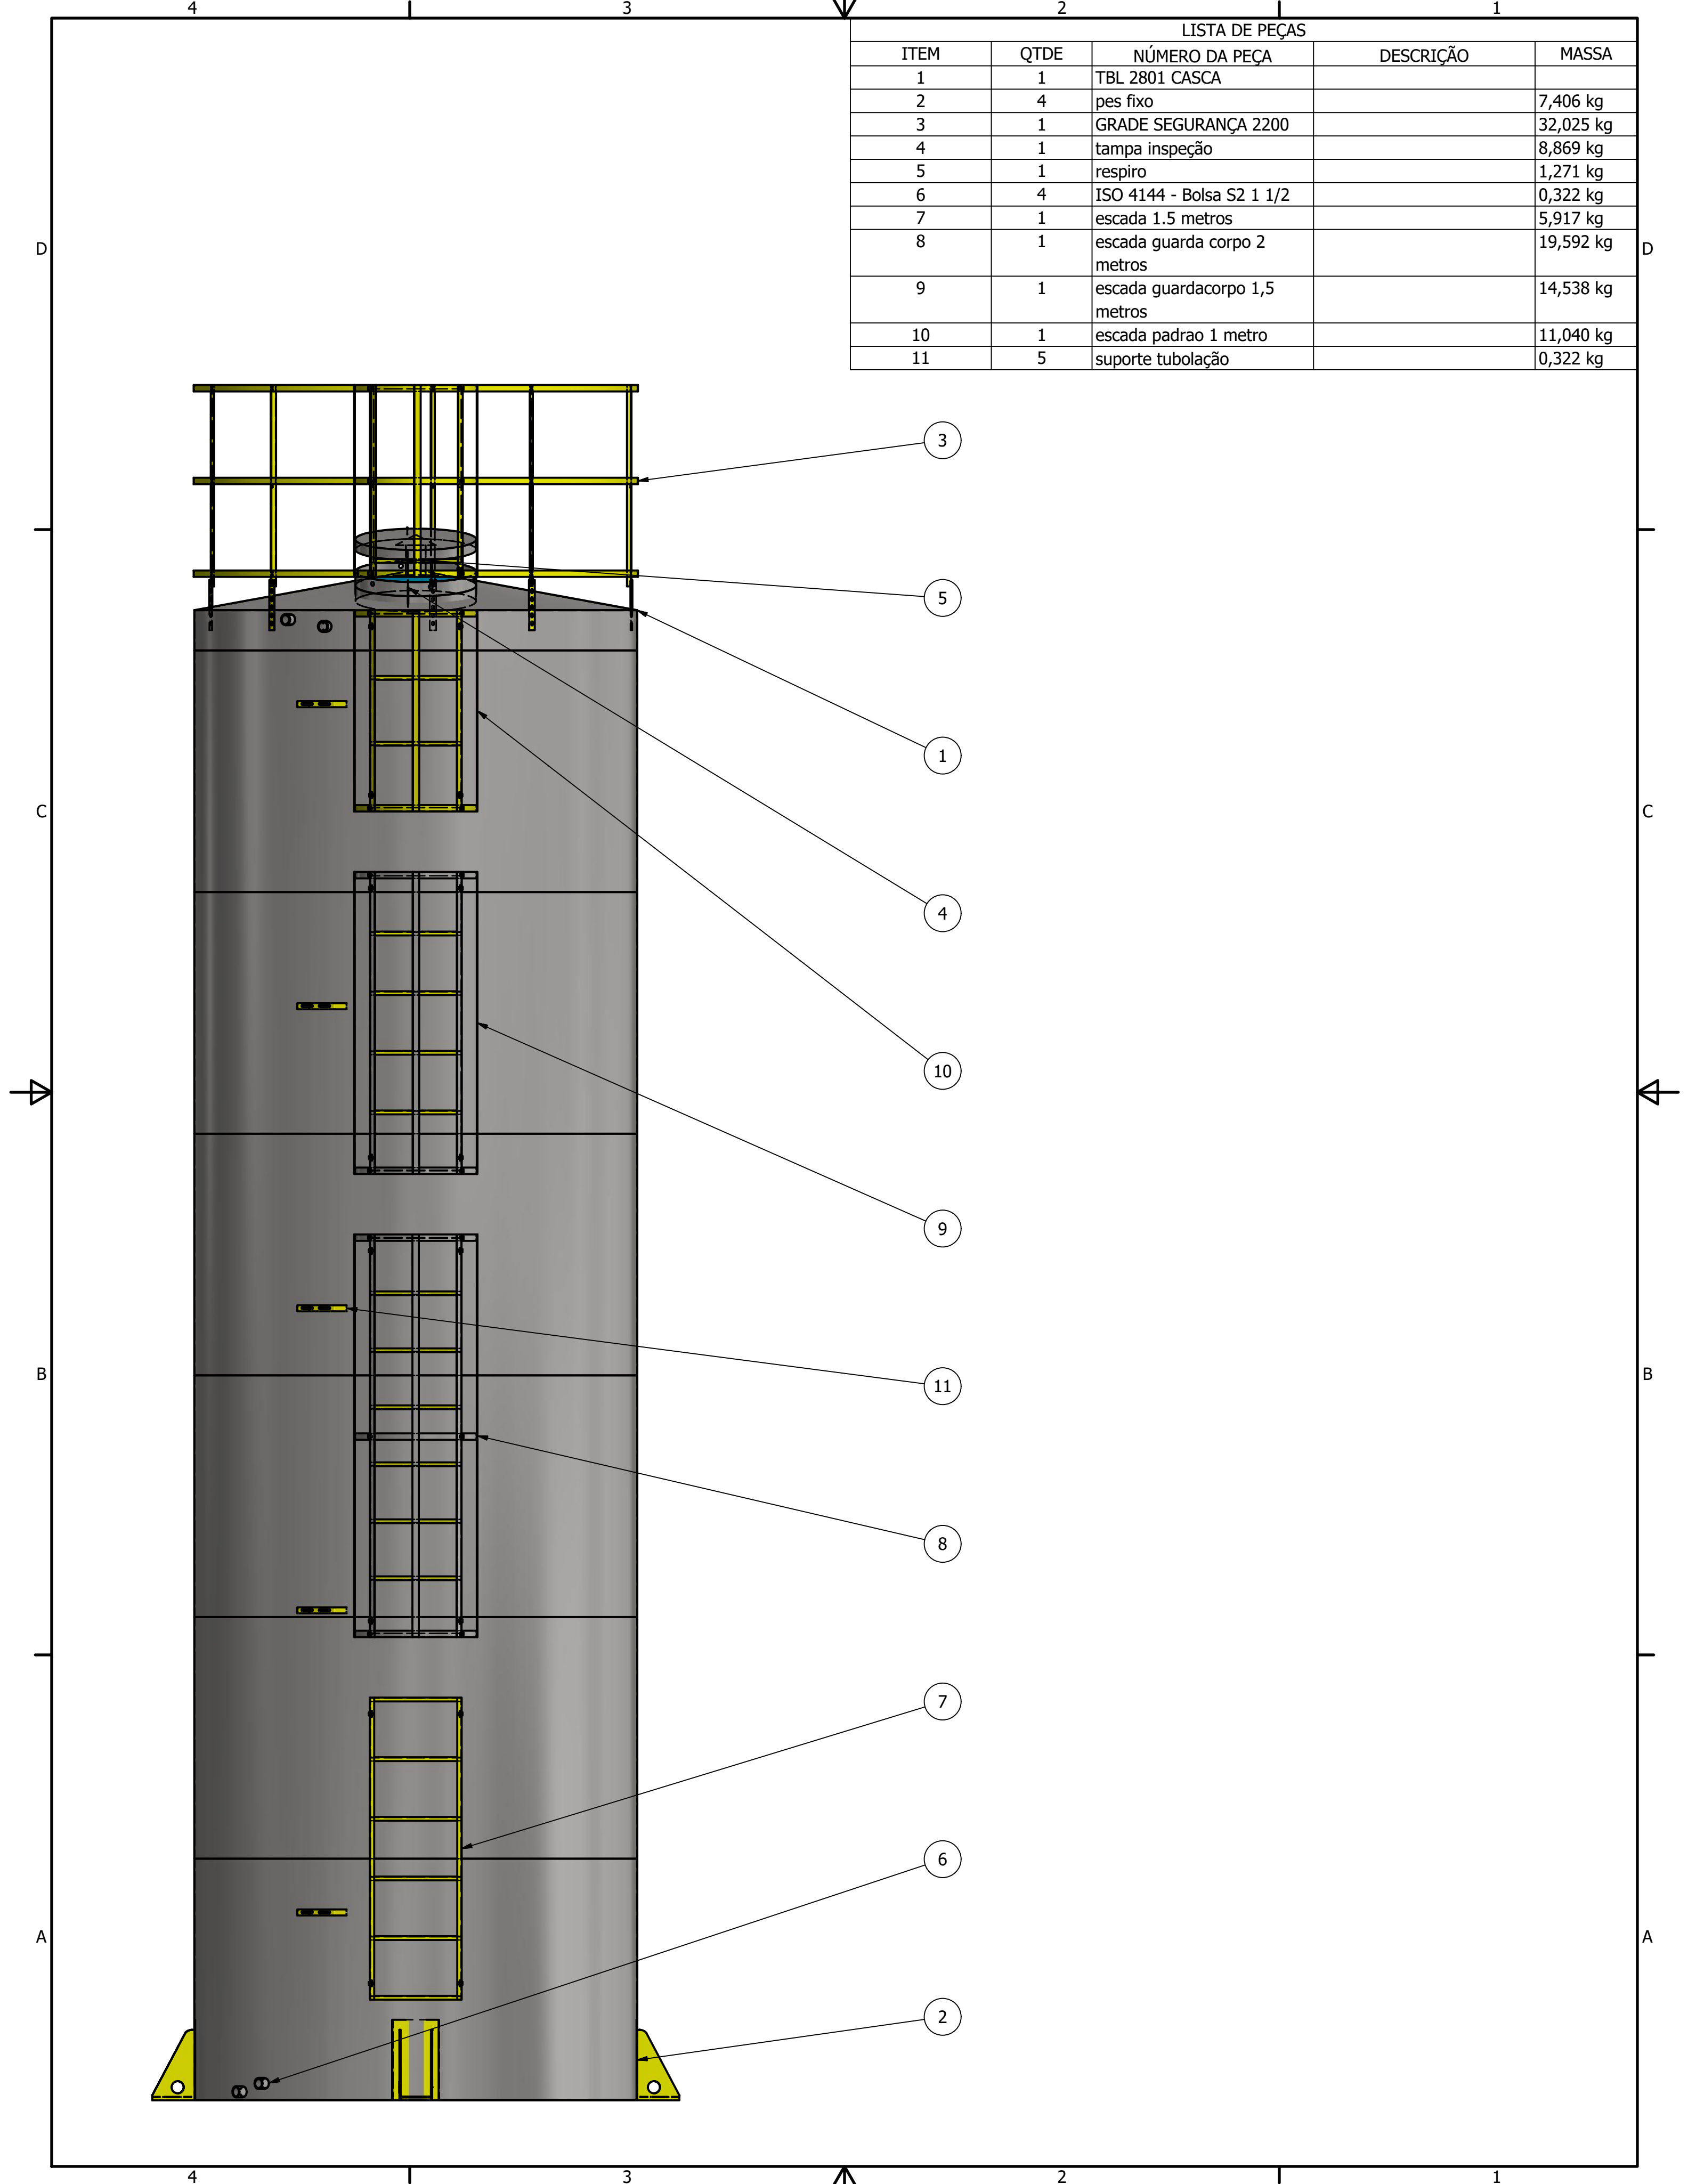 4 3 2 1
LISTA DE PEÇAS
ITEM QTDE NÚMERO DA PEÇA DESCRIÇÃO MASSA
1 1 TBL 2801 CASCA
2 4 pes fixo 7,406 kg
3 1 GRADE SEGURANÇA 2200 32,025 kg
4 1 tampa inspeção 8,869 kg
5 1 respiro 1,271 kg
6 4 ISO 4144 - Bolsa S2 1 1/2 0,322 kg
7 1 escada 1.5 metros 5,917 kg
8 1 escada guarda corpo 2 19,592 kg
metros
9 1 escada guardacorpo 1,5 14,538 kg
metros
10 1 escada padrao 1 metro 11,040 kg
11 5 suporte tubolação 0,322 kg
D D
3
5
1
C C
4
10
9
B B
11
8
7
6
A A
2
4 3 2 1